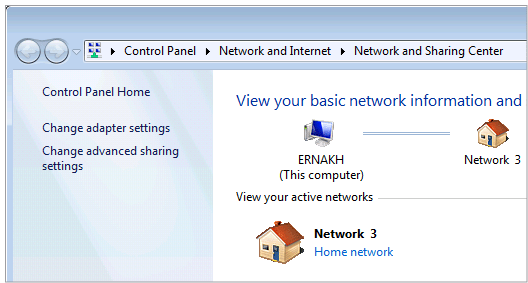 Control Panel Network and Internet Network and Sharing Center
Control Panel Home
Change adapter settings
Change advanced sharing
settings
View your basic network information and
ERNAKH
(This computer)
Network 3
View your active networks
Network 3
Home network